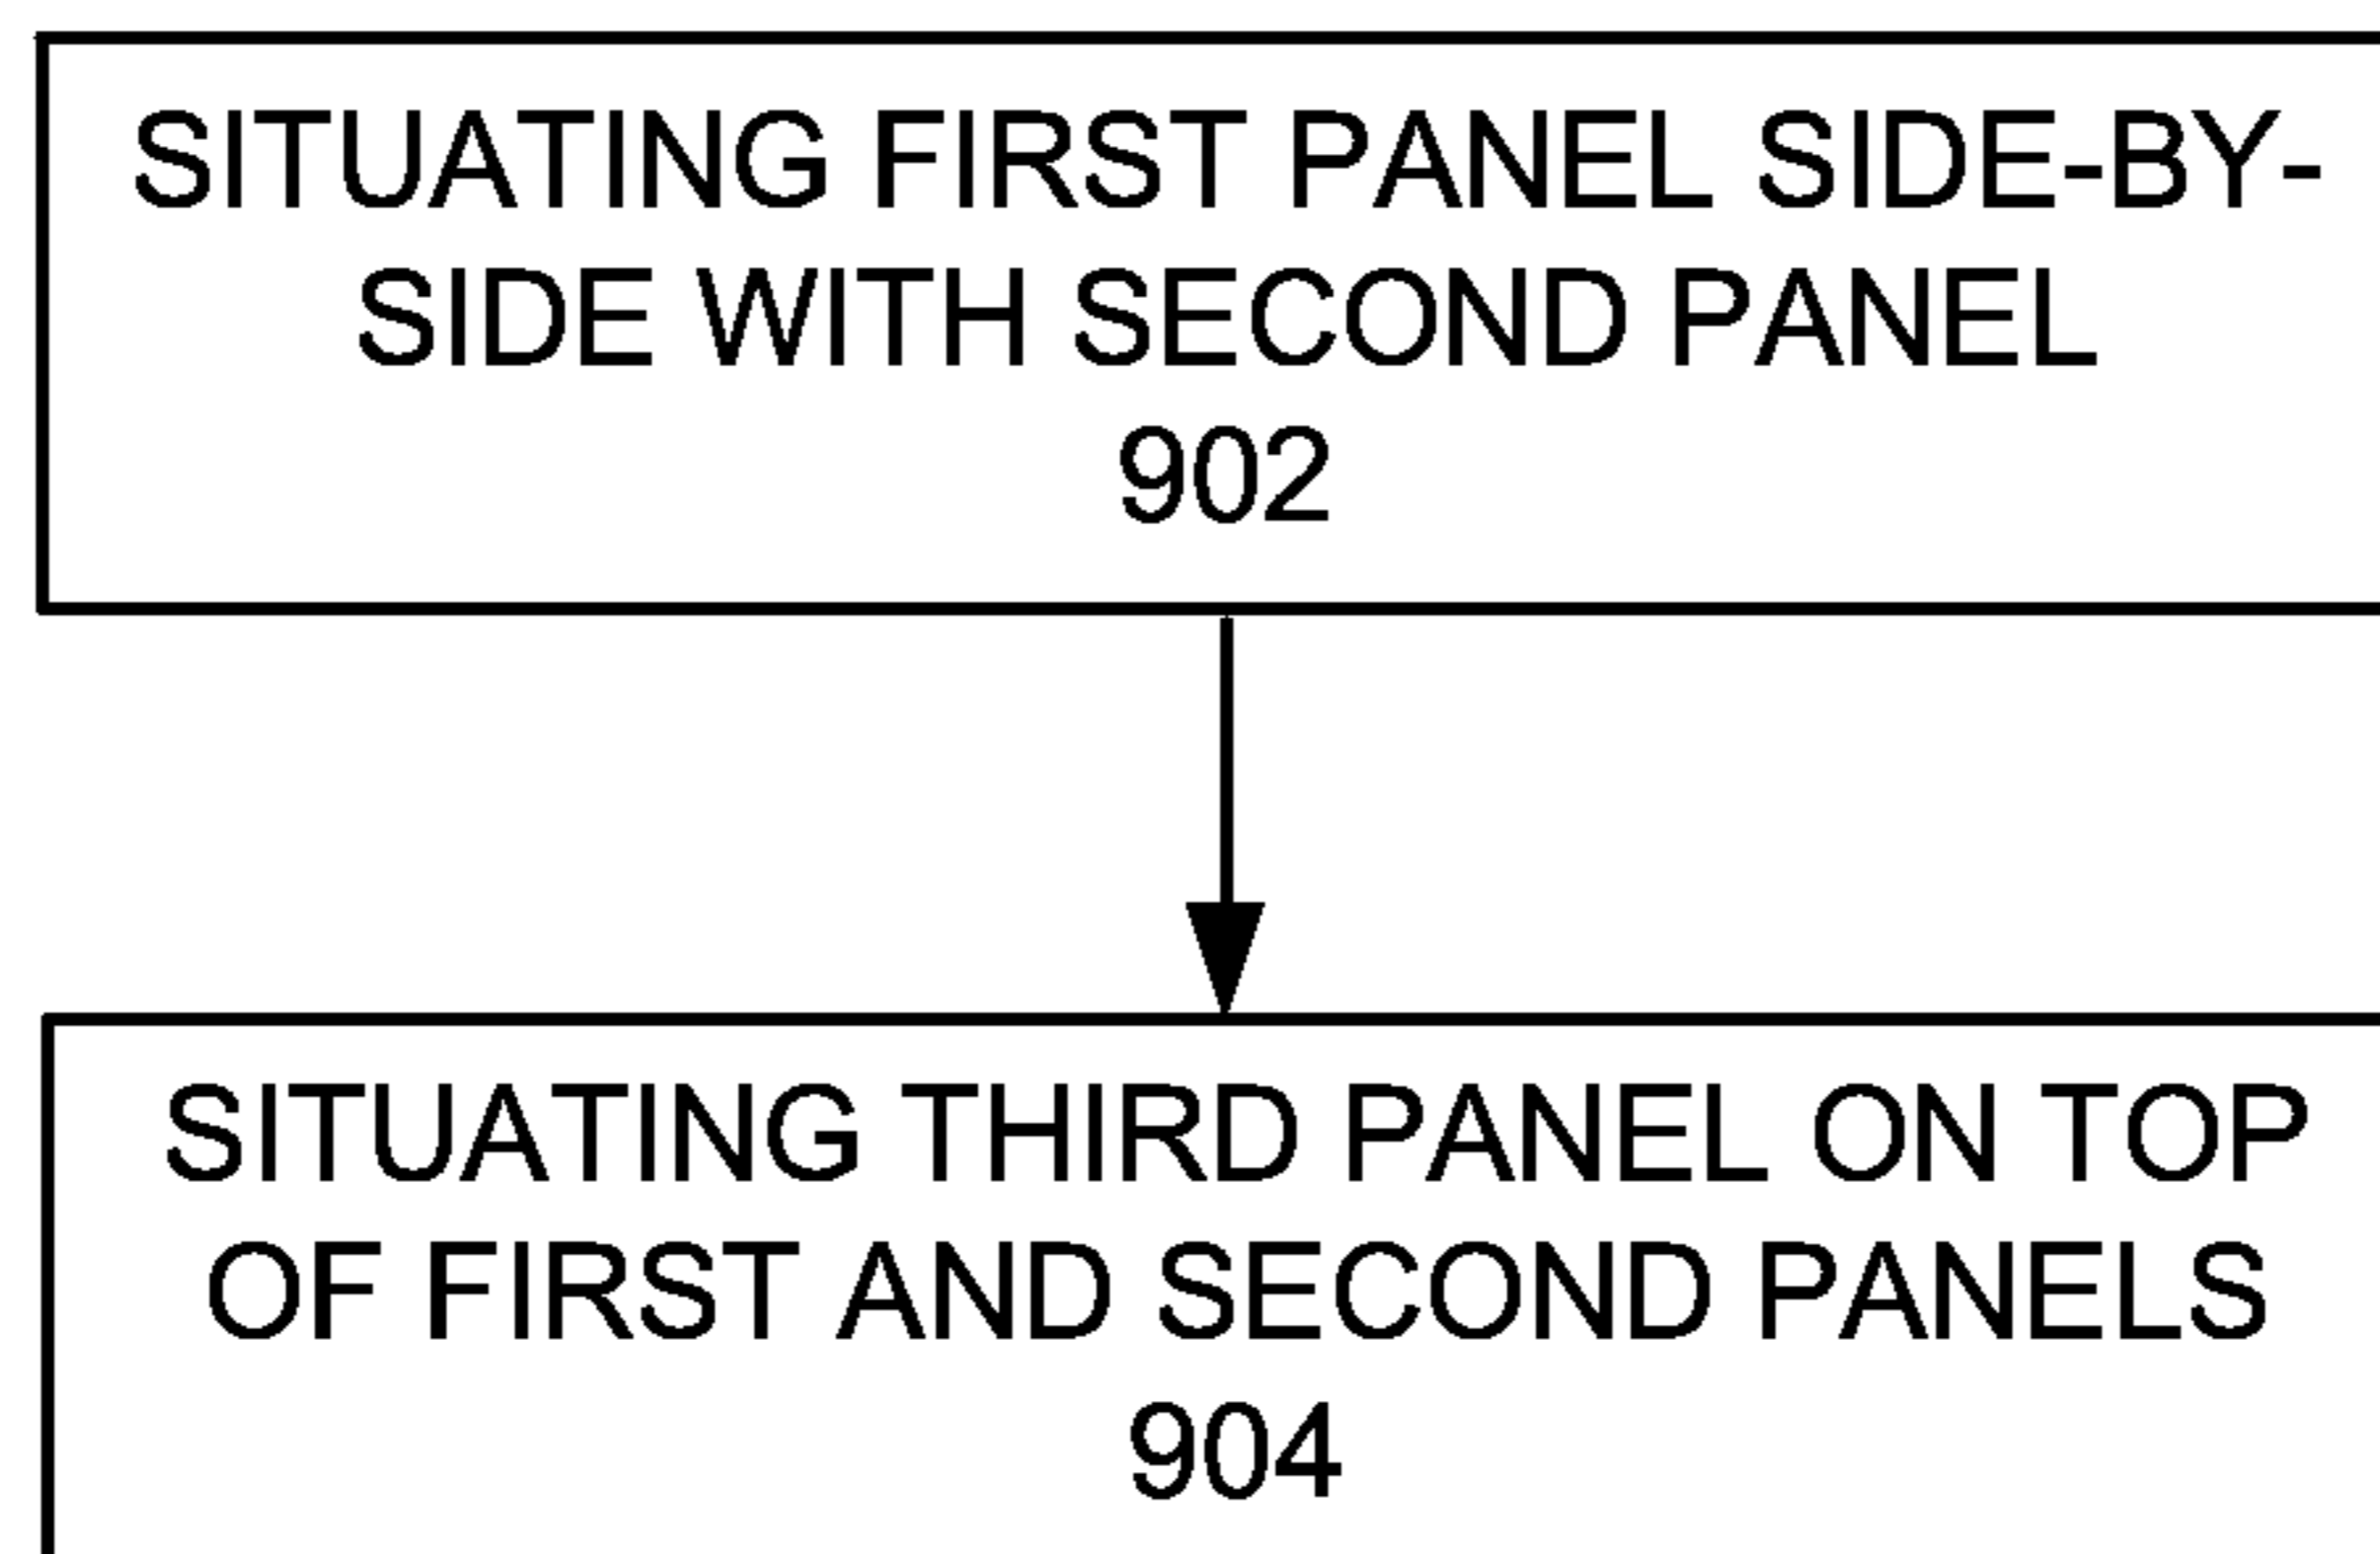 SITUATING FIRST PANEL SIDE-BY-
SIDE WITH SECOND PANEL
902
SITUATING THIRD PANEL ON TOP
OF FIRST AND SECOND PANELS
904